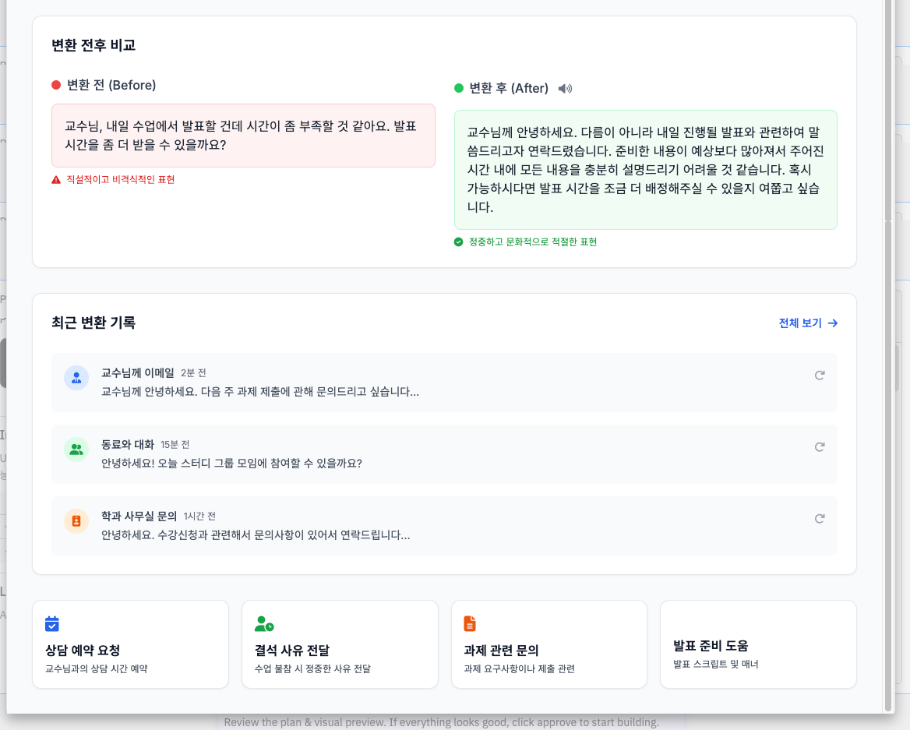 변환 전후 비교
변환 전 (Before)
교수님, 내일 수업에서 발표할 건데 시간이 좀 부족할 것 같아요. 발표
시간을 좀 더 받을 수 있을까요?
직설적이고 비격식적인 표현
변환 후 (After)
교수님께 안녕하세요. 다름이 아니라 내일 진행될 발표와 관련하여 말
씀드리고자 연락드렸습니다. 준비한 내용이 예상보다 많아져서 주어진
시간 내에 모든 내용을 충분히 설명드리기 어려울 것 같습니다. 혹시
가능하시다면 발표 시간을 조금 더 배정해주실 수 있을지 여쭙고 싶습
니다.
정중하고 문화적으로 적절한 표현
최근 변환 기록
전체 보기 →
교수님께 이메일 2분 전
교수님께 안녕하세요. 다음 주 과제 제출에 관해 문의드리고 싶습니다...
동료와 대화 15분 전
안녕하세요! 오늘 스터디 그룹 모임에 참여할 수 있을까요?
학과 사무실 문의 1시간 전
안녕하세요. 수강신청과 관련해서 문의사항이 있어서 연락드립니다...
상담 예약 요청
교수님과의 상담 시간 예약
결석 사유 전달
수업 불참 시 정중한 사유 전달
과제 관련 문의
과제 요구사항이나 제출 관련
발표 준비 도움
발표 스크립트 및 매너
Review the plan & visual preview. If everything looks good, click approve to start building.